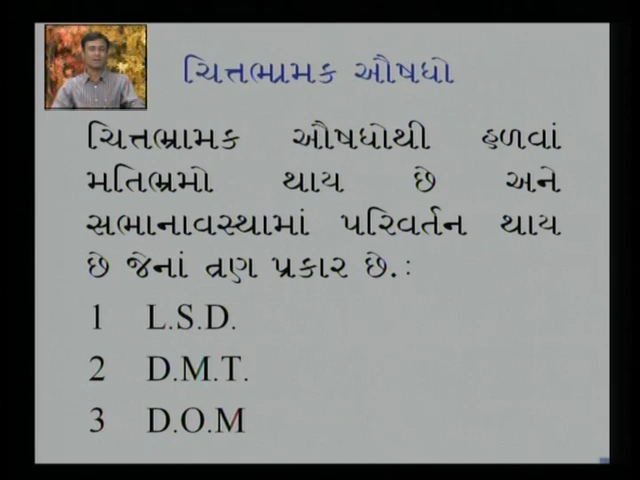 ચિત્તભ્રામક ઔષધો
ચિત્તભ્રામક ઔષધોથી હળવાં
મતિભ્રમો થાય છે અને
સભાનાવસ્થામાં પરિવર્તન થાય
છે જેનાં ત્રણ પ્રકાર છે.:
1 L.S.D.
2 D.M.T.
3 D.O.M